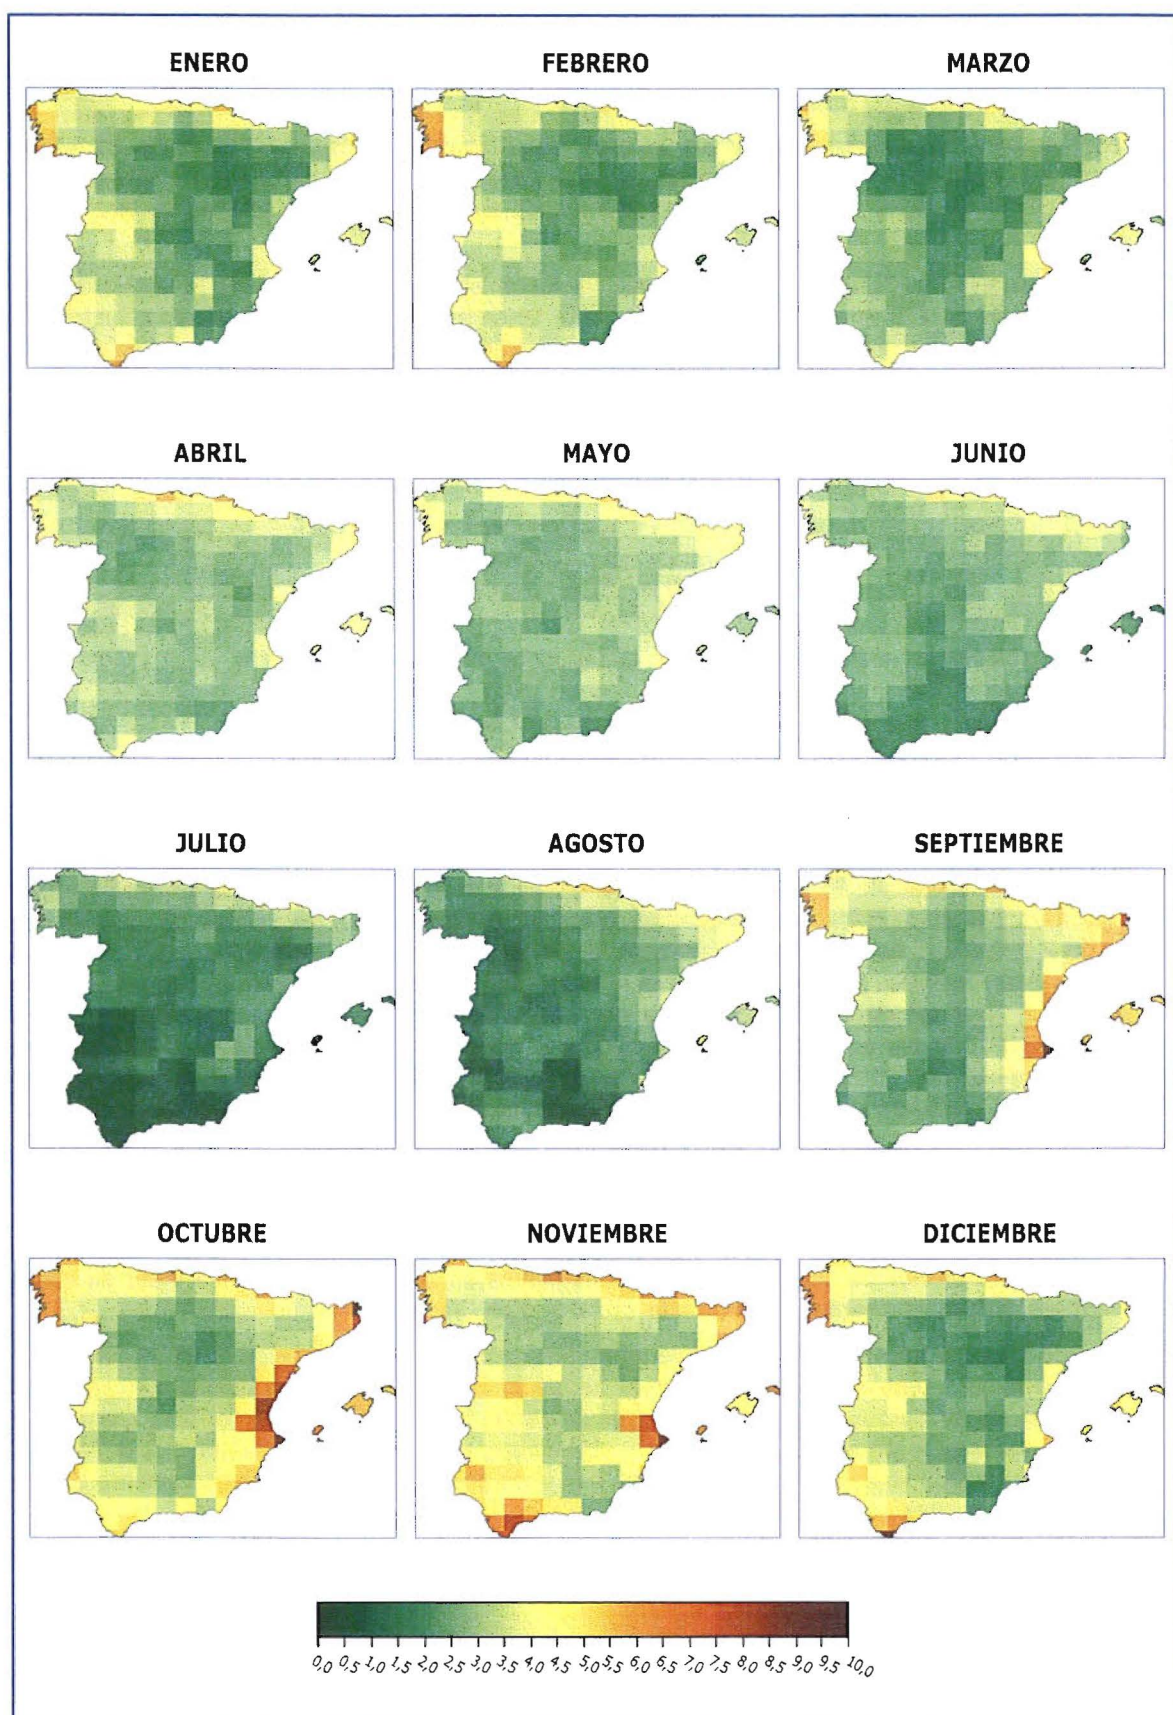 ENERO FEBRERO MARZO
ABRIL MAYO JUNIO
JULIO AGOSTO SEPTIEMBRE
OCTUBRE NOVIEMBRE DICIEMBRE
0,0 0,5 1,0 1,5 2,0 2,5 3,0 3,5 4,0 4,5 5,0 5,5 6,0 6,5 7,0 7,5 8,0 8,5 9,0 9,5 10,0